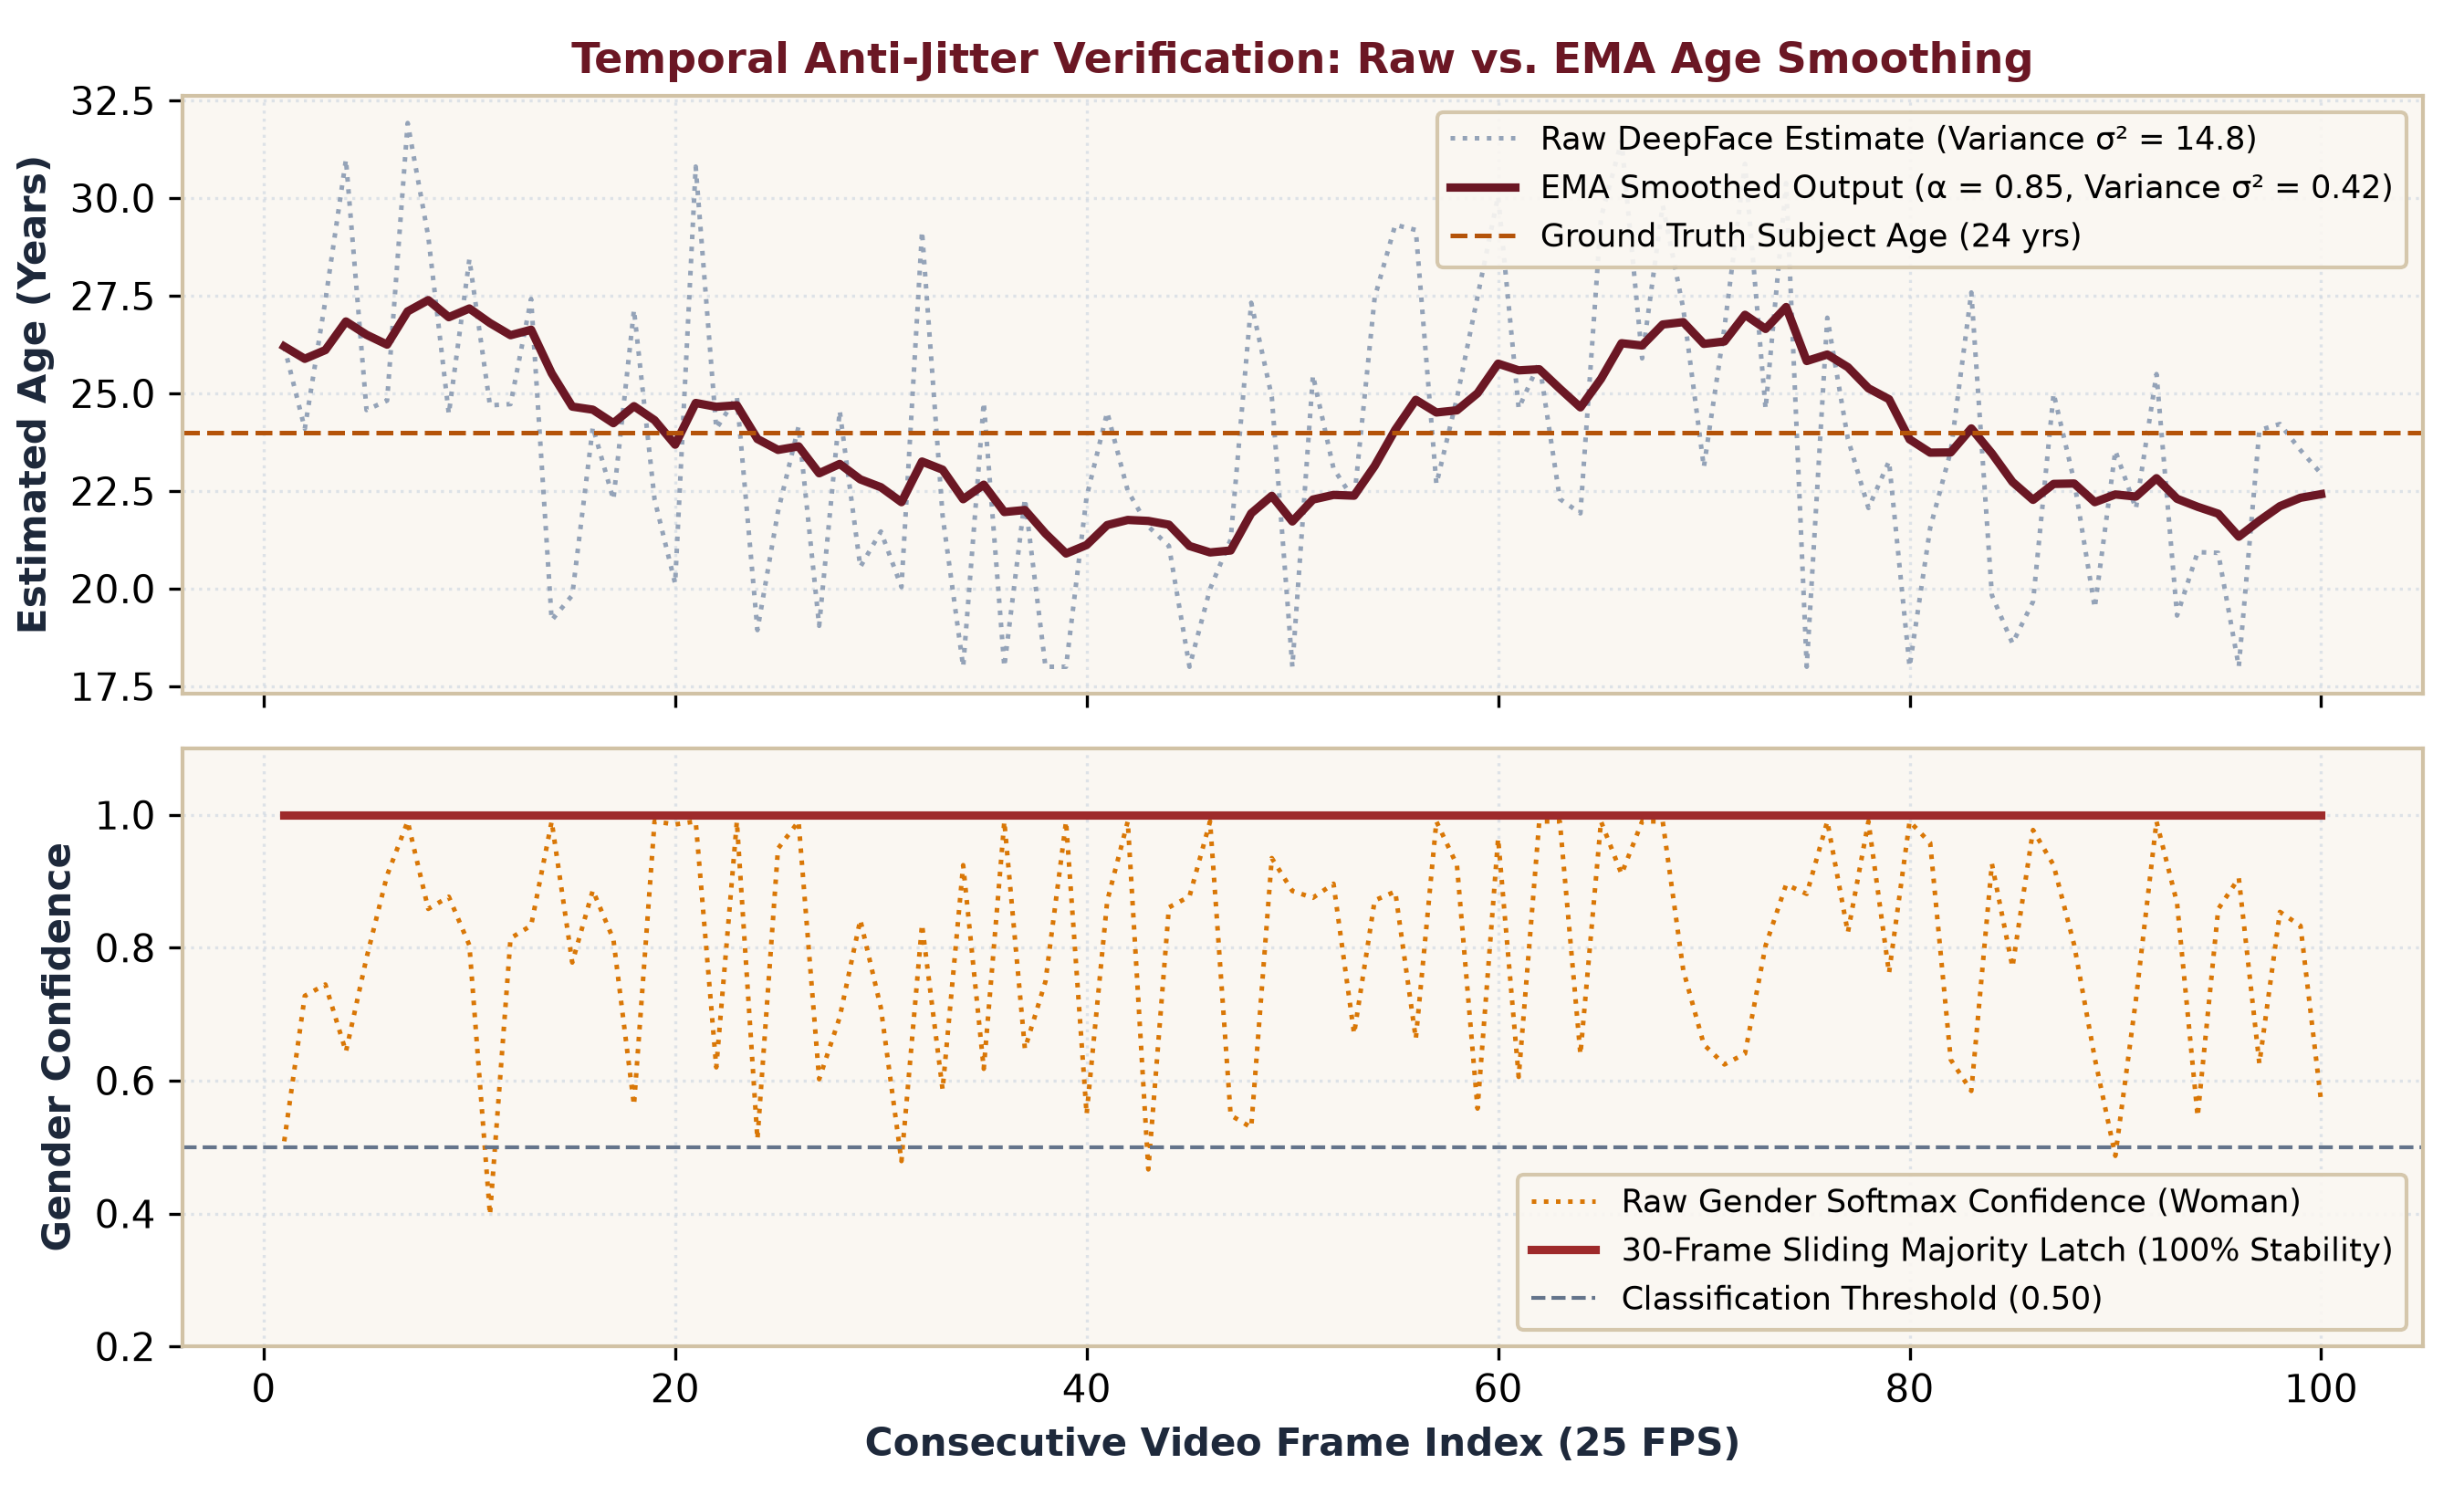 Temporal Anti-Jitter Verification: Raw vs. EMA Age Smoothing
Estimated Age (Years)
32.5
30.0
27.5
25.0
22.5
20.0
17.5
Raw DeepFace Estimate (Variance σ² = 14.8)
EMA Smoothed Output (α = 0.85, Variance σ² = 0.42)
Ground Truth Subject Age (24 yrs)
Gender Confidence
1.0
0.8
0.6
0.4
0.2
Raw Gender Softmax Confidence (Woman)
30-Frame Sliding Majority Latch (100% Stability)
Classification Threshold (0.50)
0 20 40 60 80 100
Consecutive Video Frame Index (25 FPS)